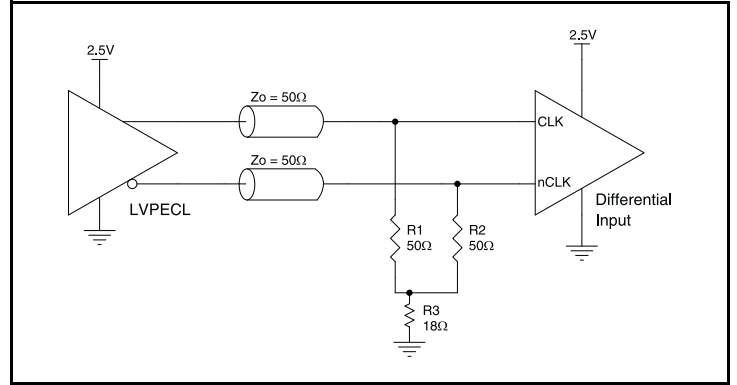 2.5V
2.5V
Zo = 50Ω
CLK
Zo = 50Ω
nCLK
LVPECL
Differential
Input
R1
50Ω
R2
50Ω
R3
18Ω